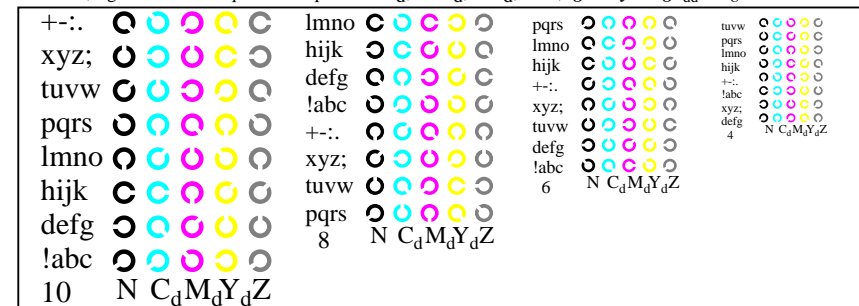 +-:.
xyz;
tuvw
pqrs
lmno
hijk
defg
!abc
10 N CdMdYdZ
lmno
hijk
defg
!abc
+-:.
xyz;
tuvw
pqrs
8 N CdMdYdZ
pqrs
lmno
hijk
+-:.
xyz;
tuvw
defg
!abc
6 N CdMdYdZ
tuvw
pqrs
lmno
hijk
+-:.
!abc
xyz;
defg
4 N CdMdYdZ